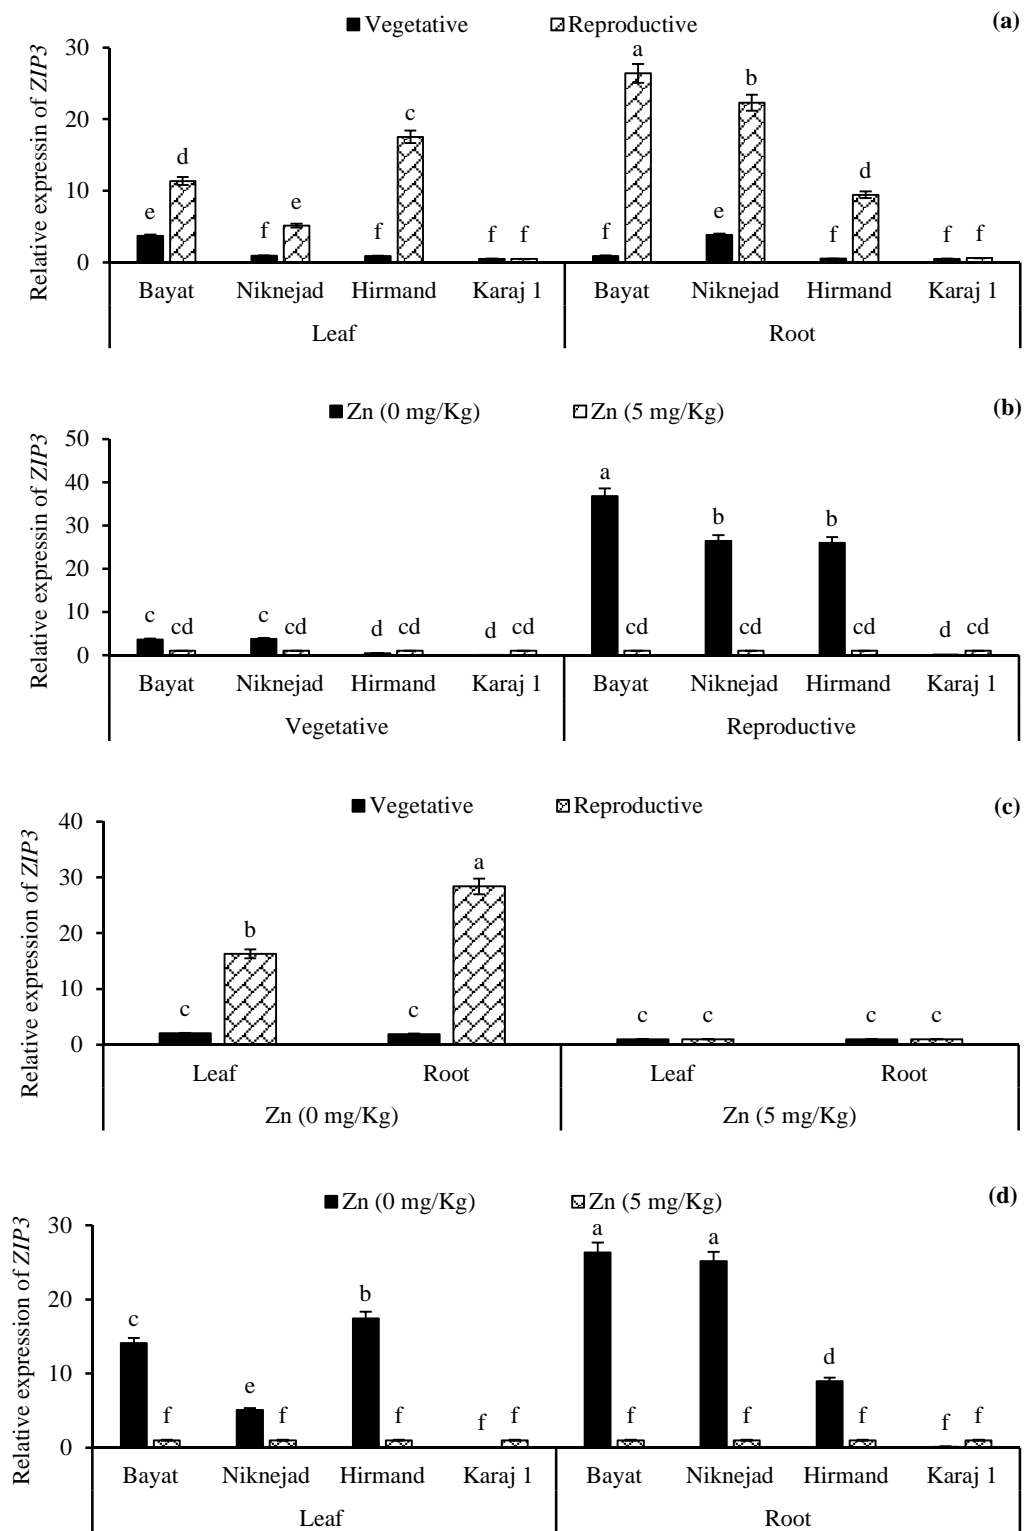 (a)
Vegetative Reproductive
Relative expressin of ZIP3
30
20
10
0
d
e
e
f
c
f
f f
a
f
b
e
d
f
f f
Bayat Niknejad Hirmand Karaj 1 Bayat Niknejad Hirmand Karaj 1
Leaf Root
(b)
Zn (0 mg/Kg) Zn (5 mg/Kg)
Relative expressin of ZIP3
50
40
30
20
10
0
c cd c cd d cd d cd
a cd b cd b cd d cd
Bayat Niknejad Hirmand Karaj 1 Bayat Niknejad Hirmand Karaj 1
Vegetative Reproductive
(c)
Vegetative Reproductive
Relative expression of ZIP3
40
30
20
10
0
c b c a c c c c
Leaf Root Leaf Root
Zn (0 mg/Kg) Zn (5 mg/Kg)
(d)
Zn (0 mg/Kg) Zn (5 mg/Kg)
Relative expression of ZIP3
30
20
10
0
c f e f b f f f
a f a f d f f f
Bayat Niknejad Hirmand Karaj 1 Bayat Niknejad Hirmand Karaj 1
Leaf Root